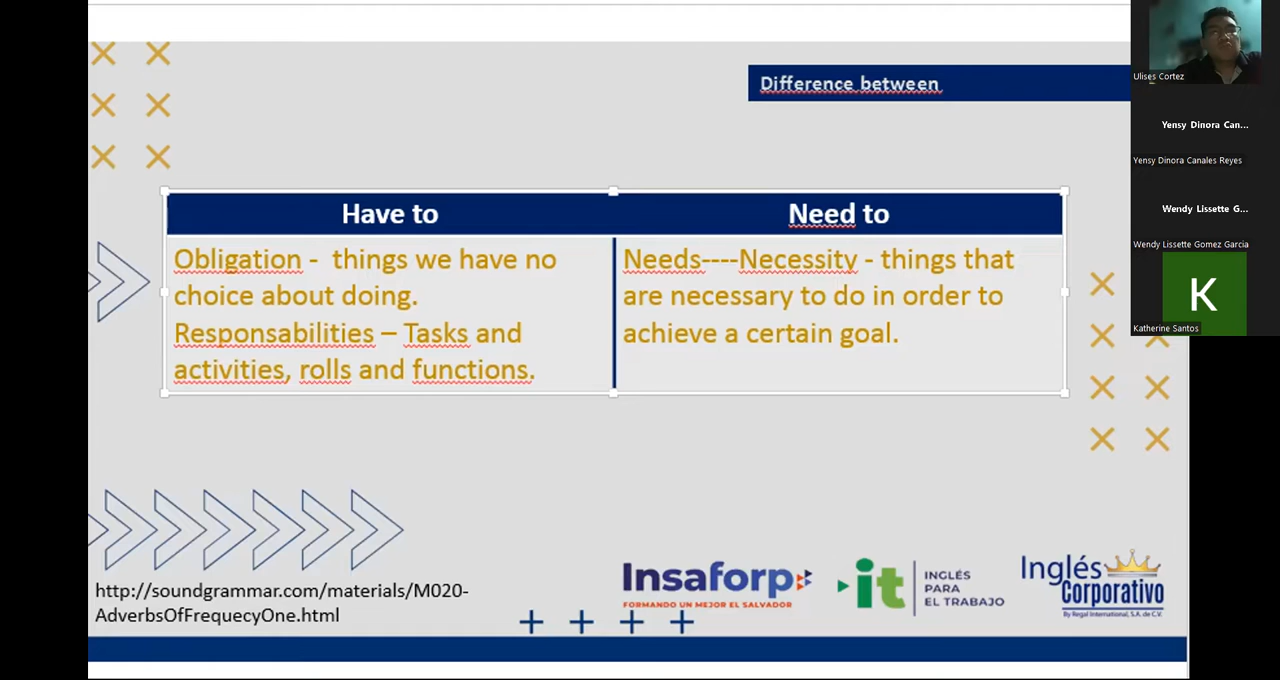 Difference between
Have to
Need to
Obligation -  things we have no
choice about doing.
Responsabilities – Tasks and
activities, rolls and functions.
Needs----Necessity - things that
are necessary to do in order to
achieve a certain goal.
http://soundgrammar.com/materials/M020-
AdverbsOfFrequecyOne.html
Insaforp
FORMANDO UN MEJOR EL SALVADOR
it
INGLÉS
PARA
EL TRABAJO
Inglés
Corporativo
By Regal International, S.A. de C.V.
Ulises Cortez
Yensy Dinora Can...
Yensy Dinora Canales Reyes
Wendy Lissette G...
Wendy Lissette Gomez Garcia
K
Katherine Santos